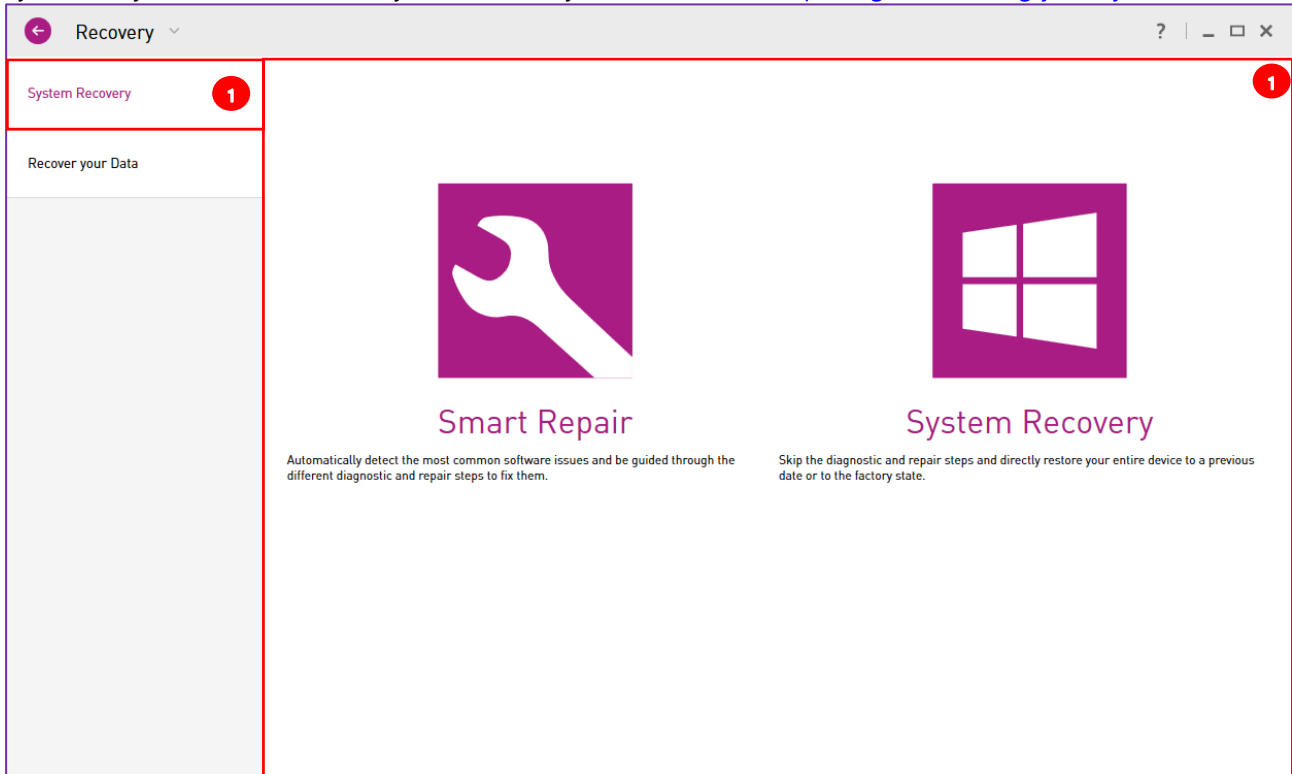 Recovery
?
System Recovery
1
1
Recover your Data
Smart Repair
Automatically detect the most common software issues and be guided through the
different diagnostic and repair steps to fix them.
System Recovery
Skip the diagnostic and repair steps and directly restore your entire device to a previous
date or to the factory state.